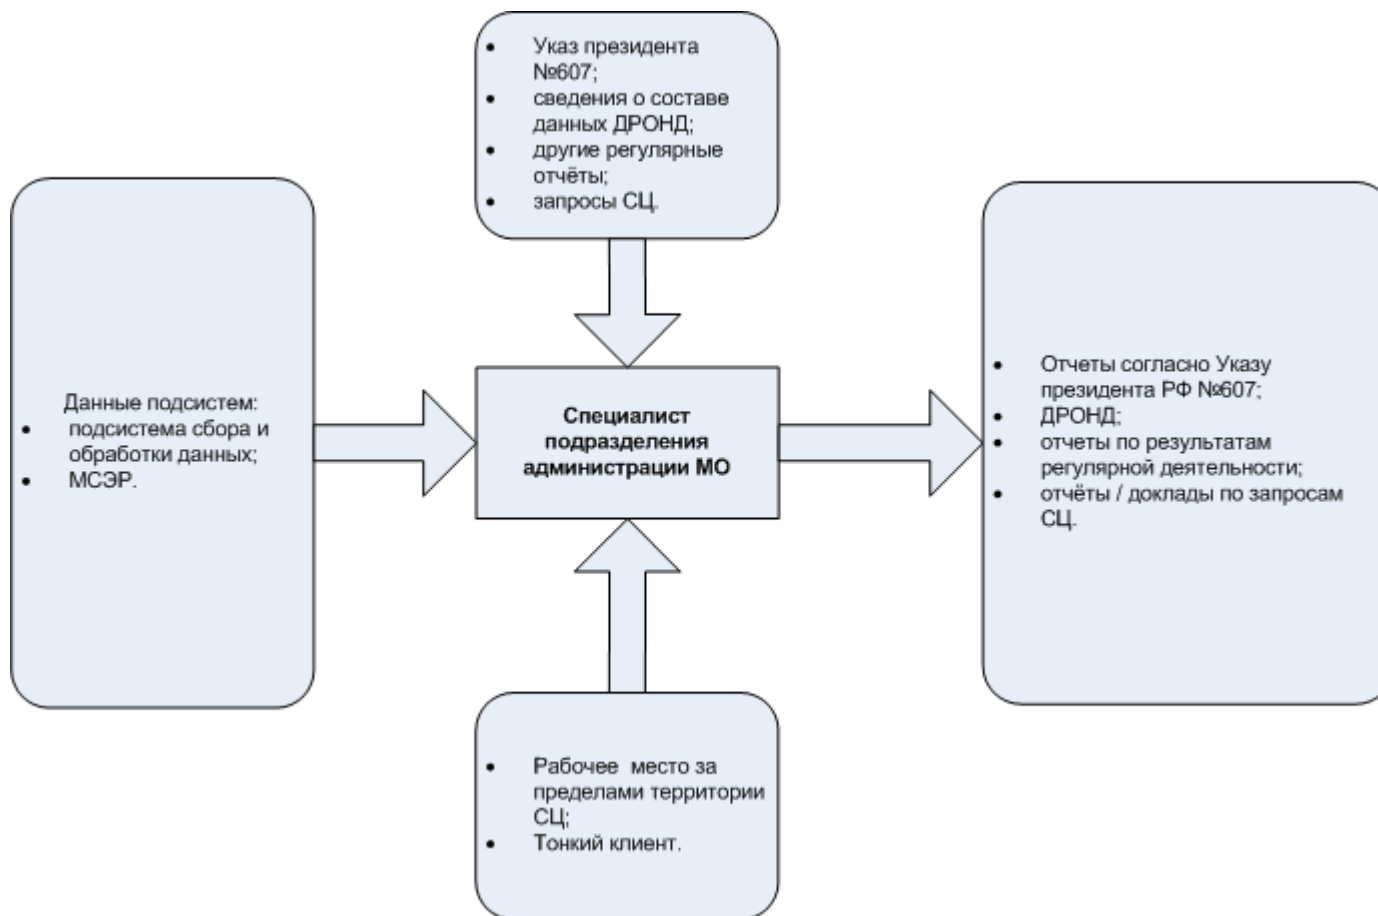 • Указ президента
№607;
• сведения о составе
данных ДРОНД;
• другие регулярные
отчёты;
• запросы СЦ.
Данные подсистем:
• подсистема сбора и
обработки данных;
• МСЭР.
Специалист
подразделения
администрации МО
• Отчеты согласно Указу
президента РФ №607;
• ДРОНД;
• отчеты по результатам
регулярной деятельности;
• отчёты / доклады по запросам
СЦ.
• Рабочее место за
пределами территории
СЦ;
• Тонкий клиент.